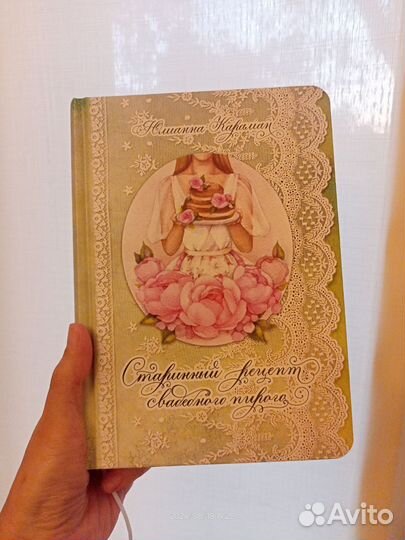 Юлианна Караман
Старинный рецепт
свадебного пирога
Avito